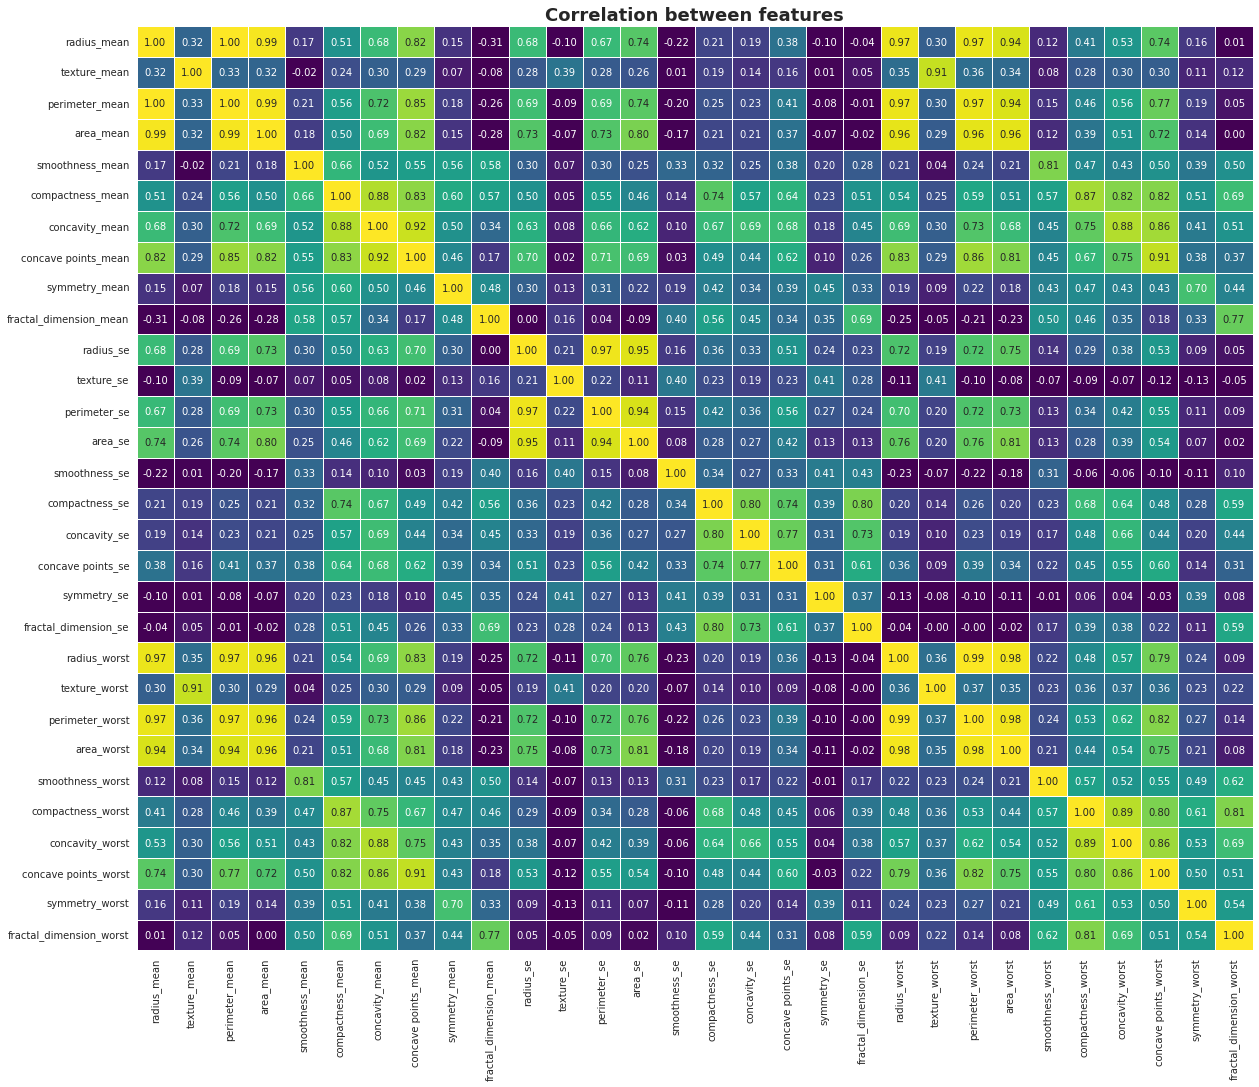 Correlation between features
radius_mean 1.00 0.32 1.00 0.99 0.17 0.51 0.68 0.82 0.15 -0.31 0.68 -0.10 0.67 0.74 -0.22 0.21 0.19 0.38 -0.10 -0.04 0.97 0.30 0.97 0.94 0.12 0.41 0.53 0.74 0.16 0.01
texture_mean 0.32 1.00 0.33 0.32 -0.02 0.24 0.30 0.29 0.07 -0.08 0.28 0.39 0.28 0.26 0.01 0.19 0.14 0.16 0.01 0.05 0.35 0.91 0.36 0.34 0.08 0.28 0.30 0.30 0.11 0.12
perimeter_mean 1.00 0.33 1.00 0.99 0.21 0.56 0.72 0.85 0.18 -0.26 0.69 -0.09 0.69 0.74 -0.20 0.25 0.23 0.41 -0.08 -0.01 0.97 0.30 0.97 0.94 0.15 0.46 0.56 0.77 0.19 0.05
area_mean 0.99 0.32 0.99 1.00 0.18 0.50 0.69 0.82 0.15 -0.28 0.73 -0.07 0.73 0.80 -0.17 0.21 0.21 0.37 -0.07 -0.02 0.96 0.29 0.96 0.96 0.12 0.39 0.51 0.72 0.14 0.00
smoothness_mean 0.17 -0.02 0.21 0.18 1.00 0.66 0.52 0.55 0.56 0.58 0.30 0.07 0.30 0.25 0.33 0.32 0.25 0.38 0.20 0.28 0.21 0.04 0.24 0.21 0.81 0.47 0.43 0.50 0.39 0.50
compactness_mean 0.51 0.24 0.56 0.50 0.66 1.00 0.88 0.83 0.60 0.57 0.50 0.05 0.55 0.46 0.14 0.74 0.57 0.64 0.23 0.51 0.54 0.25 0.59 0.51 0.57 0.87 0.82 0.82 0.51 0.69
concavity_mean 0.68 0.30 0.72 0.69 0.52 0.88 1.00 0.92 0.50 0.34 0.63 0.08 0.66 0.62 0.10 0.67 0.69 0.68 0.18 0.45 0.69 0.30 0.73 0.68 0.45 0.75 0.88 0.86 0.41 0.51
concave points_mean 0.82 0.29 0.85 0.82 0.55 0.83 0.92 1.00 0.46 0.17 0.70 0.02 0.71 0.69 0.03 0.49 0.44 0.62 0.10 0.26 0.83 0.29 0.86 0.81 0.45 0.67 0.75 0.91 0.38 0.37
symmetry_mean 0.15 0.07 0.18 0.15 0.56 0.60 0.50 0.46 1.00 0.48 0.30 0.13 0.31 0.22 0.19 0.42 0.34 0.39 0.45 0.33 0.19 0.09 0.22 0.18 0.43 0.47 0.43 0.43 0.70 0.44
fractal_dimension_mean -0.31 -0.08 -0.26 -0.28 0.58 0.57 0.34 0.17 0.48 1.00 0.00 0.16 0.04 -0.09 0.40 0.56 0.45 0.34 0.35 0.69 -0.25 -0.05 -0.21 -0.23 0.50 0.46 0.35 0.18 0.33 0.77
radius_se 0.68 0.28 0.69 0.73 0.30 0.50 0.63 0.70 0.30 0.00 1.00 0.21 0.97 0.95 0.16 0.36 0.33 0.51 0.24 0.23 0.72 0.19 0.72 0.75 0.14 0.29 0.38 0.53 0.09 0.05
texture_se -0.10 0.39 -0.09 -0.07 0.07 0.05 0.08 0.02 0.13 0.16 0.21 1.00 0.22 0.11 0.40 0.23 0.19 0.23 0.41 0.28 -0.11 0.41 -0.10 -0.08 -0.07 -0.09 -0.07 -0.12 -0.13 -0.05
perimeter_se 0.67 0.28 0.69 0.73 0.30 0.55 0.66 0.71 0.31 0.04 0.97 0.22 1.00 0.94 0.15 0.42 0.36 0.56 0.27 0.24 0.70 0.20 0.72 0.73 0.13 0.34 0.42 0.55 0.11 0.09
area_se 0.74 0.26 0.74 0.80 0.25 0.46 0.62 0.69 0.22 -0.09 0.95 0.11 0.94 1.00 0.08 0.28 0.27 0.42 0.13 0.13 0.76 0.20 0.76 0.81 0.13 0.28 0.39 0.54 0.07 0.02
smoothness_se -0.22 0.01 -0.20 -0.17 0.33 0.14 0.10 0.03 0.19 0.40 0.16 0.40 0.15 0.08 1.00 0.34 0.27 0.33 0.41 0.43 -0.23 -0.07 -0.22 -0.18 0.31 -0.06 -0.06 -0.10 -0.11 0.10
compactness_se 0.21 0.19 0.25 0.21 0.32 0.74 0.67 0.49 0.42 0.56 0.36 0.23 0.42 0.28 0.34 1.00 0.80 0.74 0.39 0.80 0.20 0.14 0.26 0.20 0.23 0.68 0.64 0.48 0.28 0.59
concavity_se 0.19 0.14 0.23 0.21 0.25 0.57 0.69 0.44 0.34 0.45 0.33 0.19 0.36 0.27 0.27 0.80 1.00 0.77 0.31 0.73 0.19 0.10 0.23 0.19 0.17 0.48 0.66 0.44 0.20 0.44
concave points_se 0.38 0.16 0.41 0.37 0.38 0.64 0.68 0.62 0.39 0.34 0.51 0.23 0.56 0.42 0.33 0.74 0.77 1.00 0.31 0.61 0.36 0.09 0.39 0.34 0.22 0.45 0.55 0.60 0.14 0.31
symmetry_se -0.10 0.01 -0.08 -0.07 0.20 0.23 0.18 0.10 0.45 0.35 0.24 0.41 0.27 0.13 0.41 0.39 0.31 0.31 1.00 0.37 -0.13 -0.08 -0.10 -0.11 -0.01 0.06 0.04 -0.03 0.39 0.08
fractal_dimension_se -0.04 0.05 -0.01 -0.02 0.28 0.51 0.45 0.26 0.33 0.69 0.23 0.28 0.24 0.13 0.43 0.80 0.73 0.61 0.37 1.00 -0.04 -0.00 -0.00 -0.02 0.17 0.39 0.38 0.22 0.11 0.59
radius_worst 0.97 0.35 0.97 0.96 0.21 0.54 0.69 0.83 0.19 -0.25 0.72 -0.11 0.70 0.76 -0.23 0.20 0.19 0.36 -0.13 -0.04 1.00 0.36 0.99 0.98 0.22 0.48 0.57 0.79 0.24 0.09
texture_worst 0.30 0.91 0.30 0.29 0.04 0.25 0.30 0.29 0.09 -0.05 0.19 0.41 0.20 0.20 -0.07 0.14 0.10 0.09 -0.08 -0.00 0.36 1.00 0.37 0.35 0.23 0.36 0.37 0.36 0.23 0.22
perimeter_worst 0.97 0.36 0.97 0.96 0.24 0.59 0.73 0.86 0.22 -0.21 0.72 -0.10 0.72 0.76 -0.22 0.26 0.23 0.39 -0.10 -0.00 0.99 0.37 1.00 0.98 0.24 0.53 0.62 0.82 0.27 0.14
area_worst 0.94 0.34 0.94 0.96 0.21 0.51 0.68 0.81 0.18 -0.23 0.75 -0.08 0.73 0.81 -0.18 0.20 0.19 0.34 -0.11 -0.02 0.98 0.35 0.98 1.00 0.21 0.44 0.54 0.75 0.21 0.08
smoothness_worst 0.12 0.08 0.15 0.12 0.81 0.57 0.45 0.45 0.43 0.50 0.14 -0.07 0.13 0.13 0.31 0.23 0.17 0.22 -0.01 0.17 0.22 0.23 0.24 0.21 1.00 0.57 0.52 0.55 0.49 0.62
compactness_worst 0.41 0.28 0.46 0.39 0.47 0.87 0.75 0.67 0.47 0.46 0.29 -0.09 0.34 0.28 -0.06 0.68 0.48 0.45 0.06 0.39 0.48 0.36 0.53 0.44 0.57 1.00 0.89 0.80 0.61 0.81
concavity_worst 0.53 0.30 0.56 0.51 0.43 0.82 0.88 0.75 0.43 0.35 0.38 -0.07 0.42 0.39 -0.06 0.64 0.66 0.55 0.04 0.38 0.57 0.37 0.62 0.54 0.52 0.89 1.00 0.86 0.53 0.69
concave points_worst 0.74 0.30 0.77 0.72 0.50 0.82 0.86 0.91 0.43 0.18 0.53 -0.12 0.55 0.54 -0.10 0.48 0.44 0.60 -0.03 0.22 0.79 0.36 0.82 0.75 0.55 0.80 0.86 1.00 0.50 0.51
symmetry_worst 0.16 0.11 0.19 0.14 0.39 0.51 0.41 0.38 0.70 0.33 0.09 -0.13 0.11 0.07 -0.11 0.28 0.20 0.14 0.39 0.11 0.24 0.23 0.27 0.21 0.49 0.61 0.53 0.50 1.00 0.54
fractal_dimension_worst 0.01 0.12 0.05 0.00 0.50 0.69 0.51 0.37 0.44 0.77 0.05 -0.05 0.09 0.02 0.10 0.59 0.44 0.31 0.08 0.59 0.09 0.22 0.14 0.08 0.62 0.81 0.69 0.51 0.54 1.00
radius_mean
texture_mean
perimeter_mean
area_mean
smoothness_mean
compactness_mean
concavity_mean
concave points_mean
symmetry_mean
fractal_dimension_mean
radius_se
texture_se
perimeter_se
area_se
smoothness_se
compactness_se
concavity_se
concave points_se
symmetry_se
fractal_dimension_se
radius_worst
texture_worst
perimeter_worst
area_worst
smoothness_worst
compactness_worst
concavity_worst
concave points_worst
symmetry_worst
fractal_dimension_worst